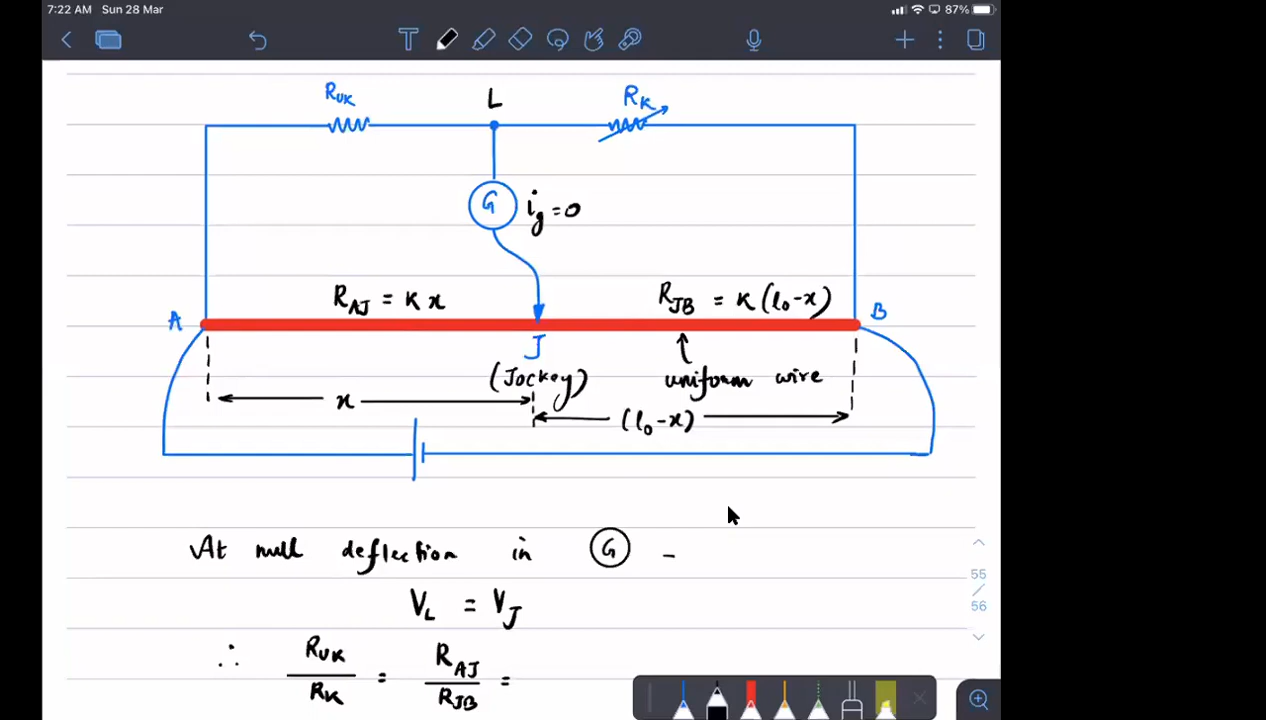 7:22 AM Sun 28 Mar
87%
T
R_UK
L
R_K
G i_g = 0
R_AJ = K x
R_JB = K(l₀-x)
A
B
J
(Jockey)
uniform wire
x
(l₀-x)
At null deflection in G -
V_L = V_J
∴ R_UK / R_K = R_AJ / R_JB =
55
/
56